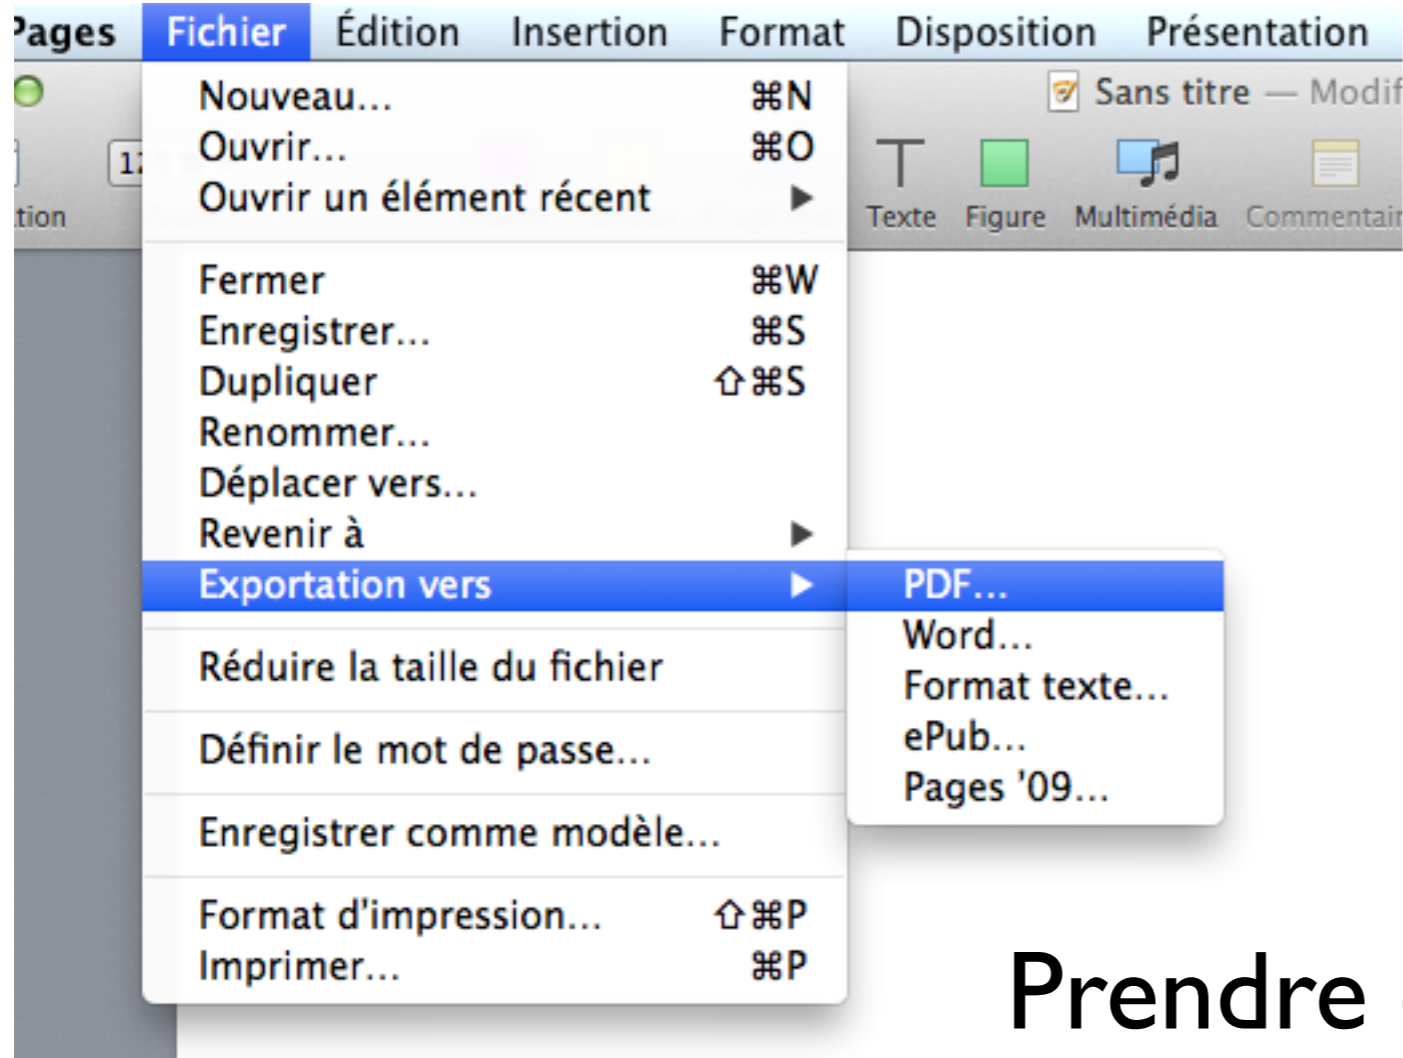 Pages Fichier Édition Insertion Format Disposition Présentation
Sans titre — Modif
Nouveau... ⌘N
Ouvrir... ⌘O
Ouvrir un élément récent ▶
Texte Figure Multimédia Commentair
Fermer ⌘W
Enregistrer... ⌘S
Dupliquer ⇧⌘S
Renommer...
Déplacer vers...
Revenir à ▶
Exportation vers ▶
PDF...
Word...
Format texte...
ePub...
Pages '09...
Réduire la taille du fichier
Définir le mot de passe...
Enregistrer comme modèle...
Format d'impression... ⇧⌘P
Imprimer... ⌘P
Prendre